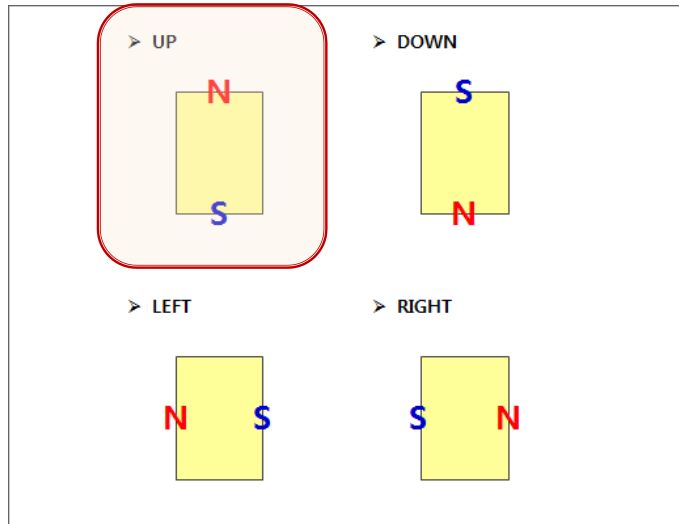 ➢ UP
N
S
➢ DOWN
S
N
➢ LEFT
N S
➢ RIGHT
S N